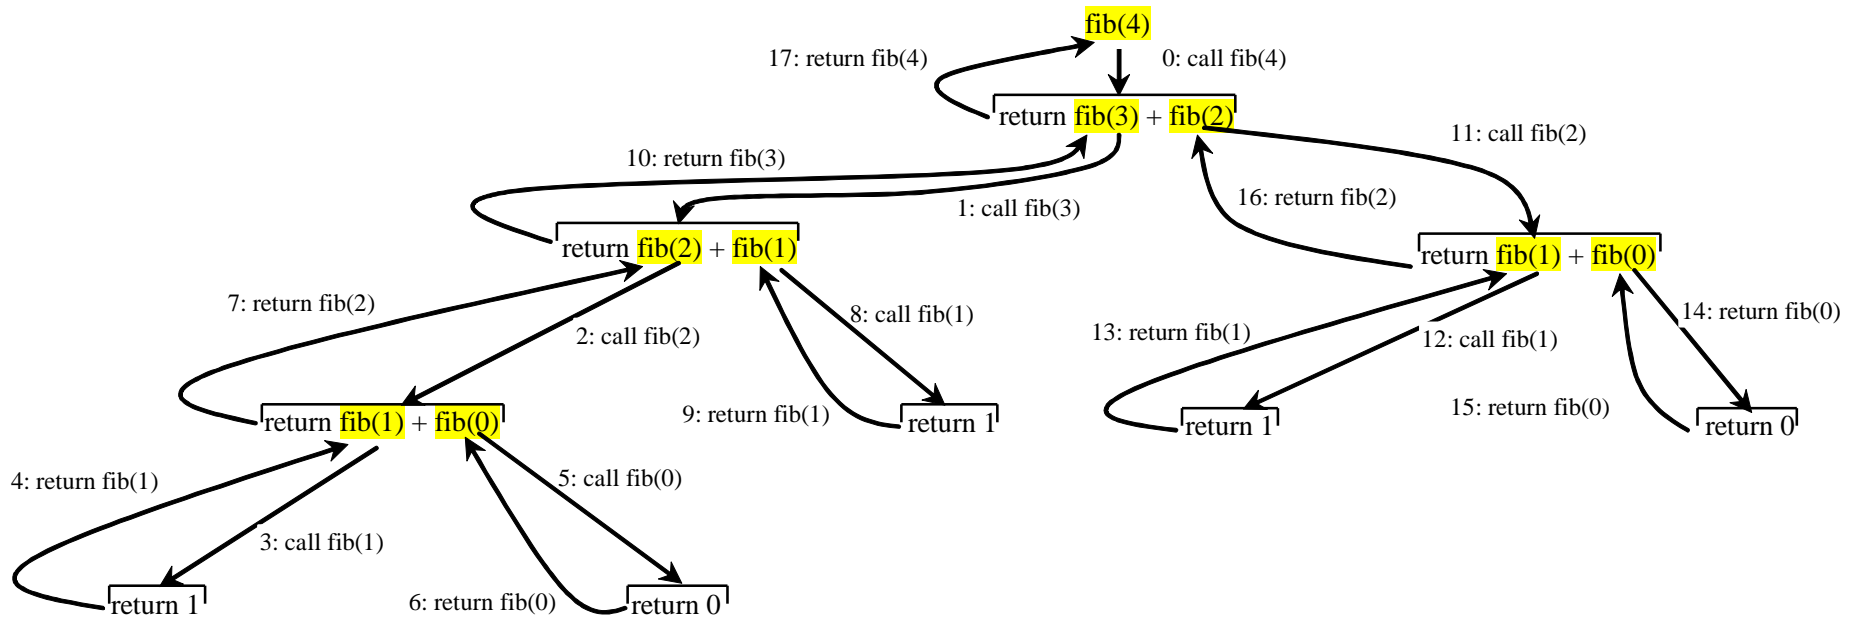 fib(4)
17: return fib(4)
0: call fib(4)
return fib(3) + fib(2)
11: call fib(2)
10: return fib(3)
16: return fib(2)
1: call fib(3)
return fib(2) + fib(1)
return fib(1) + fib(0)
7: return fib(2)
8: call fib(1)
14: return fib(0)
2: call fib(2)
13: return fib(1)
12: call fib(1)
9: return fib(1)
15: return fib(0)
return fib(1) + fib(0)
return 1
return 1
return 0
4: return fib(1)
5: call fib(0)
3: call fib(1)
6: return fib(0)
return 1
return 0